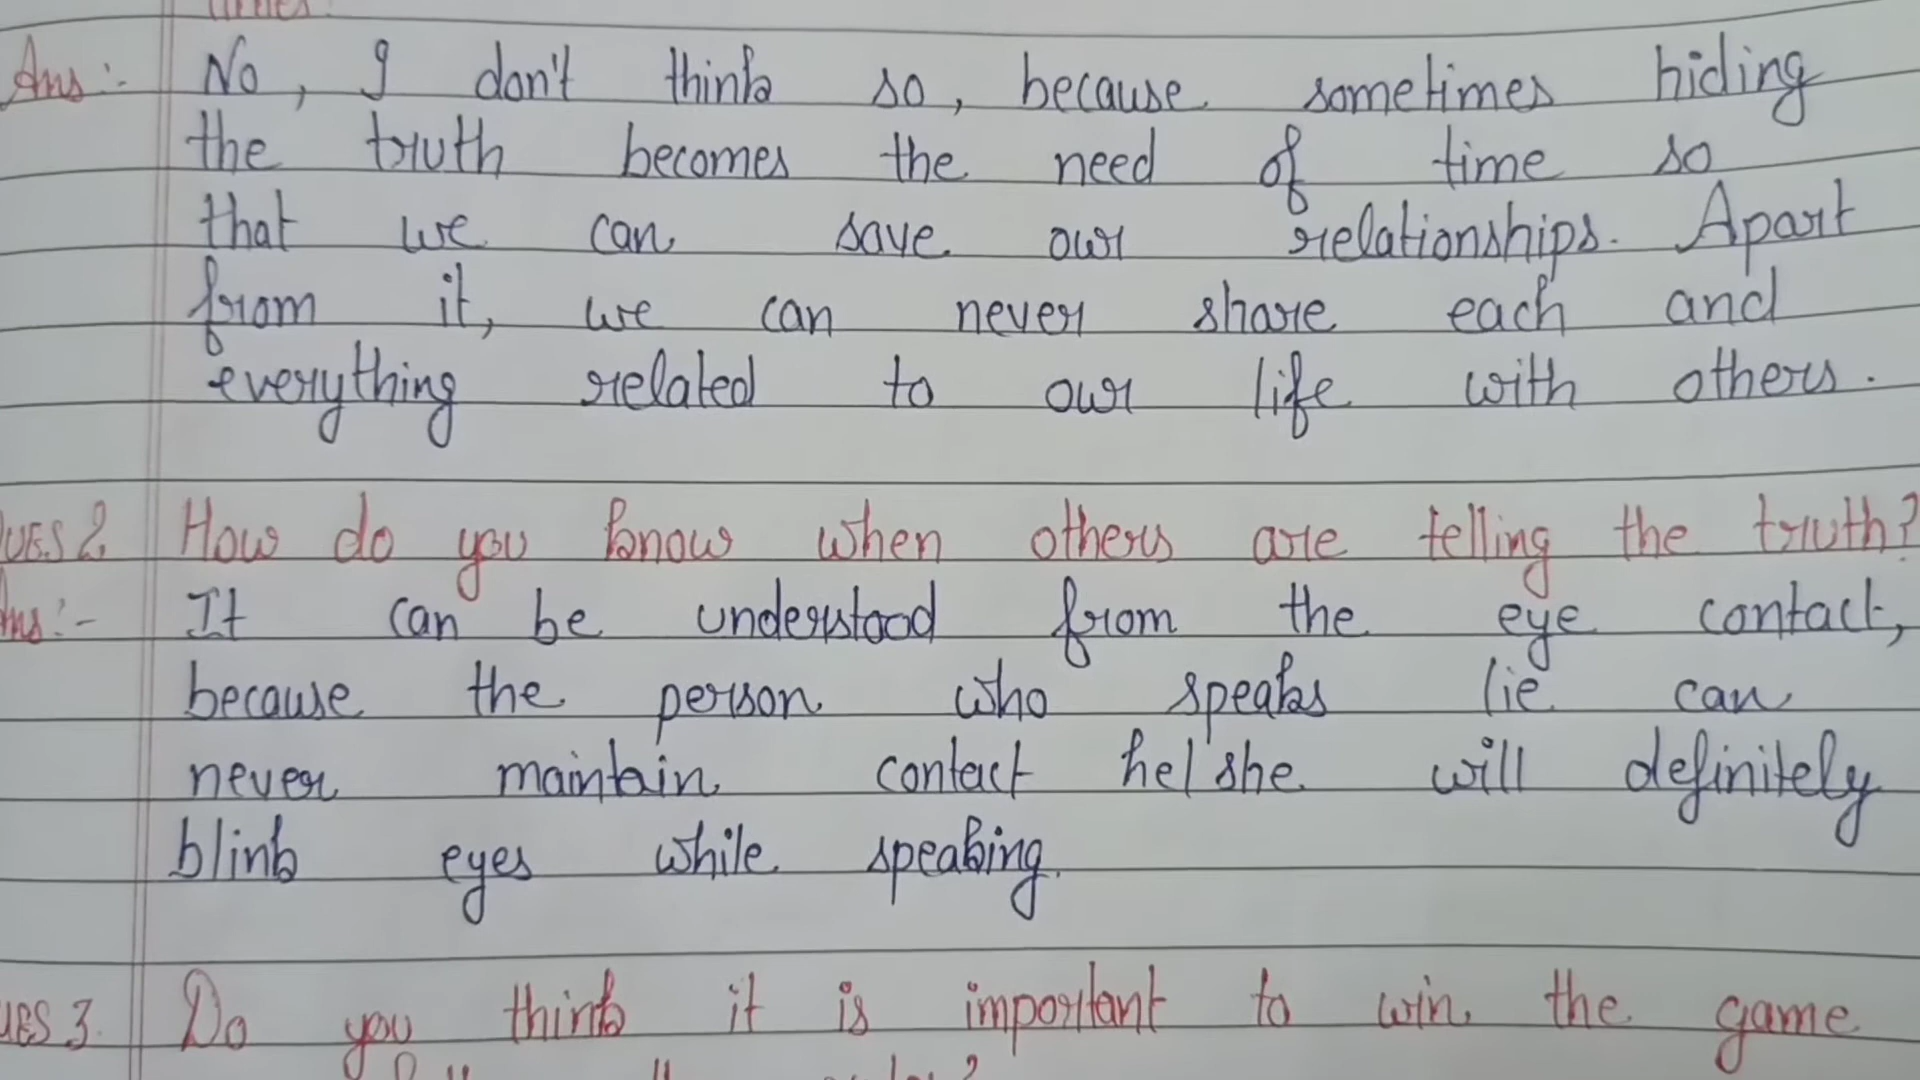 Ans:- No, I don't think so, because sometimes hiding
the truth becomes the need of time so
that we can save our relationships. Apart
from it, we can never share each and
everything related to our life with others.
Ques 2 How do you know when others are telling the truth?
Ans:- It can be understood from the eye contact,
because the person who speaks lie can
never maintain contact he/she will definitely
blink eyes while speaking.
Ques 3. Do you think it is important to win the game